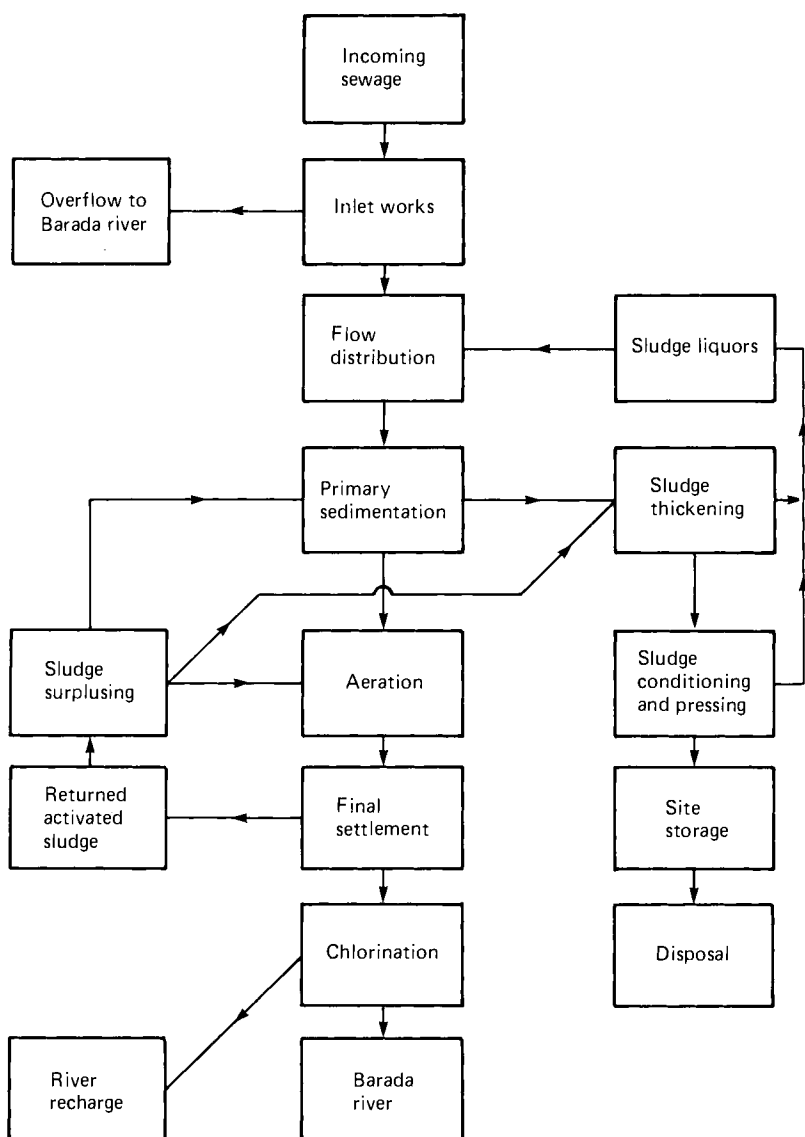 Incoming
sewage
Overflow to
Barada river
Inlet works
Flow
distribution
Sludge liquors
Primary
sedimentation
Sludge
thickening
Sludge
surplusing
Aeration
Sludge
conditioning
and pressing
Returned
activated
sludge
Final
settlement
Site
storage
Chlorination
Disposal
River
recharge
Barada
river